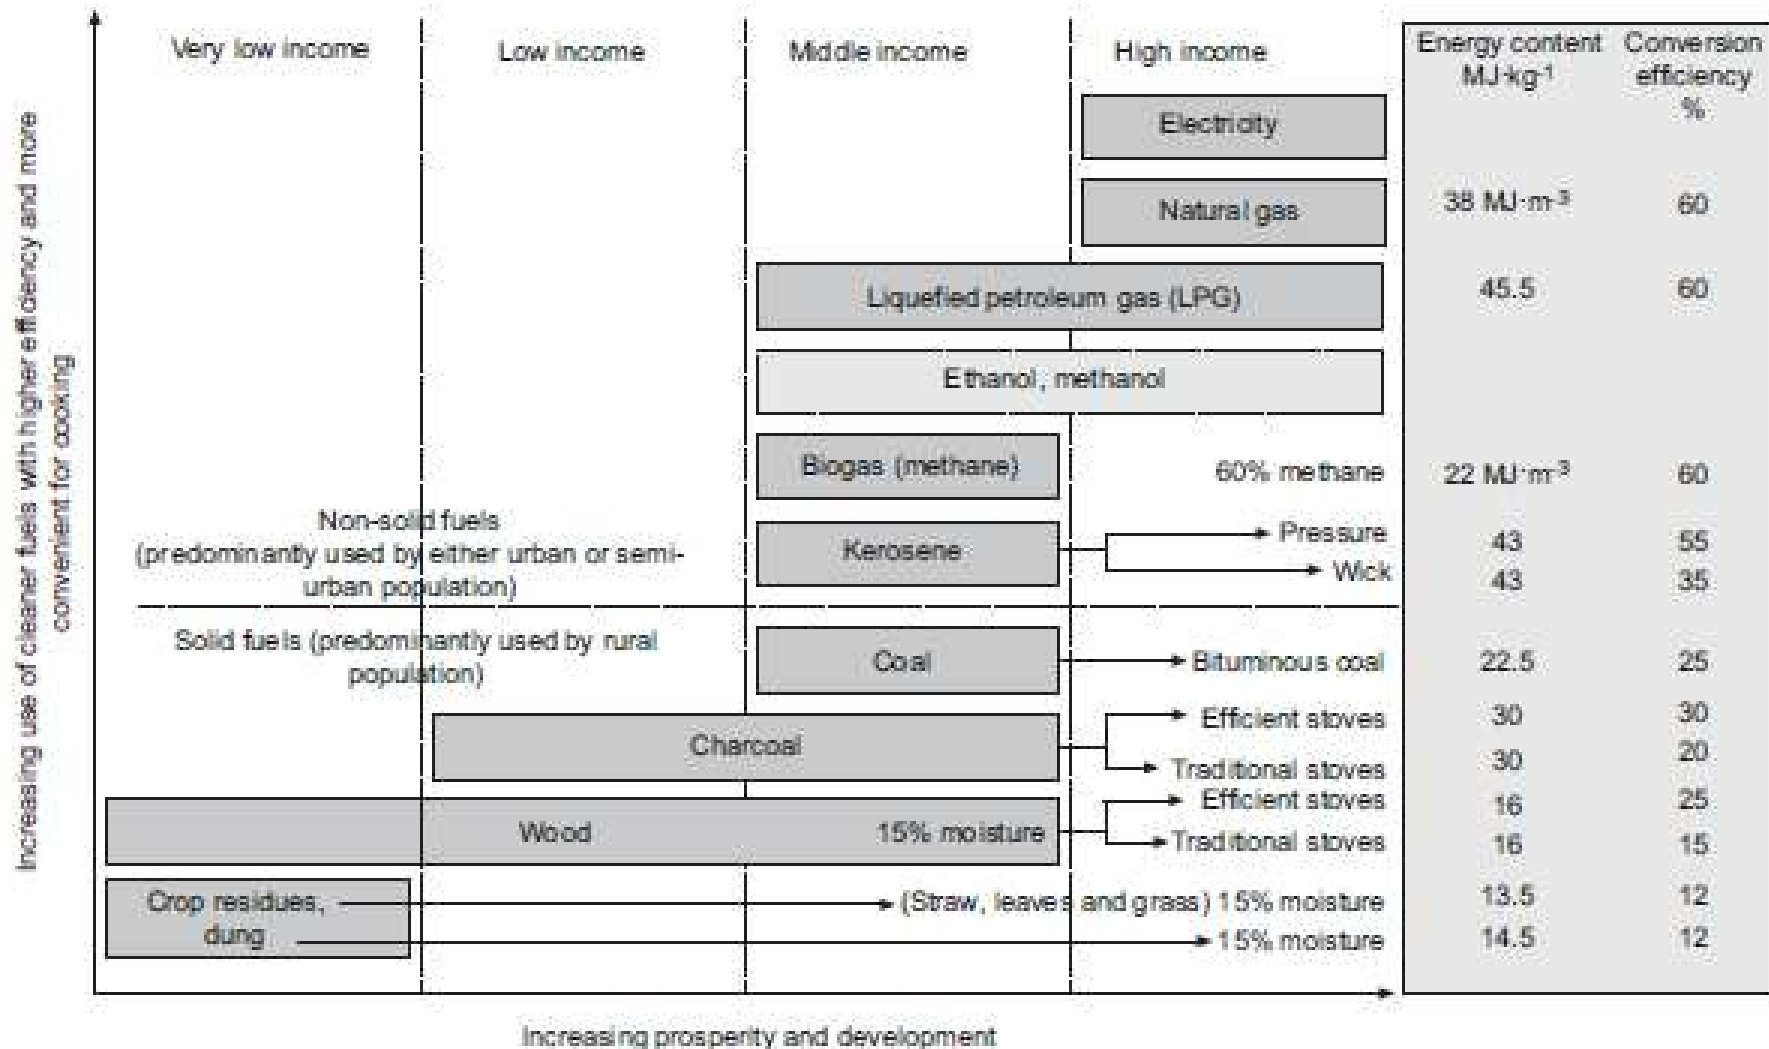 Increasing use of cleaner fuels with higher efficiency and more
convenient for cooking
Very low income
Low income
Middle income
High income
Energy content
MJ·kg-1
Conversion
efficiency
%
Electricity
Natural gas
38 MJ·m-3
60
Liquefied petroleum gas (LPG)
45.5
60
Ethanol, methanol
Biogas (methane)
60% methane
22 MJ·m-3
60
Non-solid fuels
(predominantly used by either urban or semi-
urban population)
Kerosene
Pressure
43
55
Wick
43
35
Solid fuels (predominantly used by rural
population)
Coal
Bituminous coal
22.5
25
Charcoal
Efficient stoves
30
30
Traditional stoves
30
20
Wood
15% moisture
Efficient stoves
16
25
Traditional stoves
16
15
Crop residues,
dung
(Straw, leaves and grass) 15% moisture
13.5
12
15% moisture
14.5
12
Increasing prosperity and development